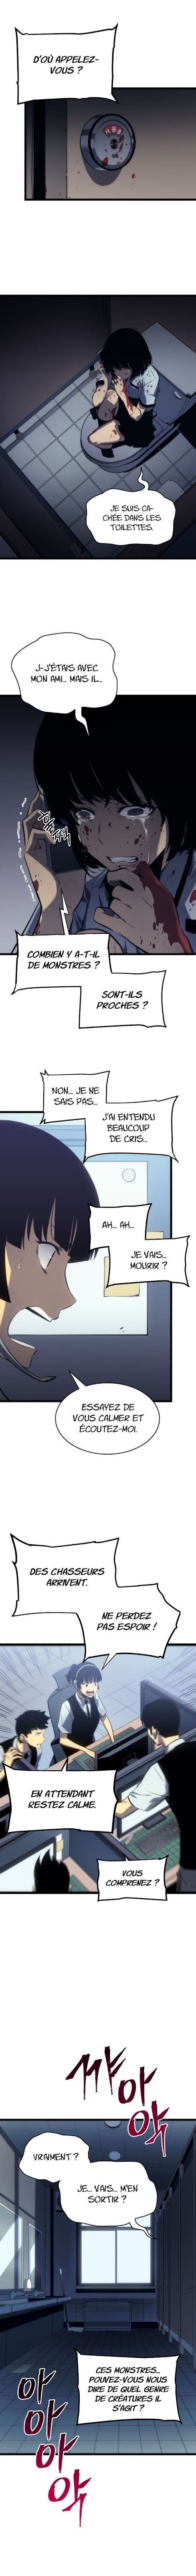 D'OÙ APPELEZ-
VOUS ?
JE SUIS CA-
CHÉE DANS LES
TOILETTES.
J-J'ÉTAIS AVEC
MON AMI... MAIS IL...
COMBIEN Y A-T-IL
DE MONSTRES ?
SONT-ILS
PROCHES ?
NON... JE NE
SAIS PAS...
J'AI ENTENDU
BEAUCOUP
DE CRIS...
AH... AH...
JE VAIS...
MOURIR ?
ESSAYEZ DE
VOUS CALMER ET
ÉCOUTEZ-MOI.
DES CHASSEURS
ARRIVENT.
NE PERDEZ
PAS ESPOIR !
EN ATTENDANT
RESTEZ CALME.
VOUS
COMPRENEZ ?
꺄아야
VRAIMENT ?
JE... VAIS... M'EN
SORTIR ?
CES MONSTRES...
POUVEZ-VOUS NOUS
DIRE DE QUEL GENRE
DE CRÉATURES IL
S'AGIT ?
아아아악